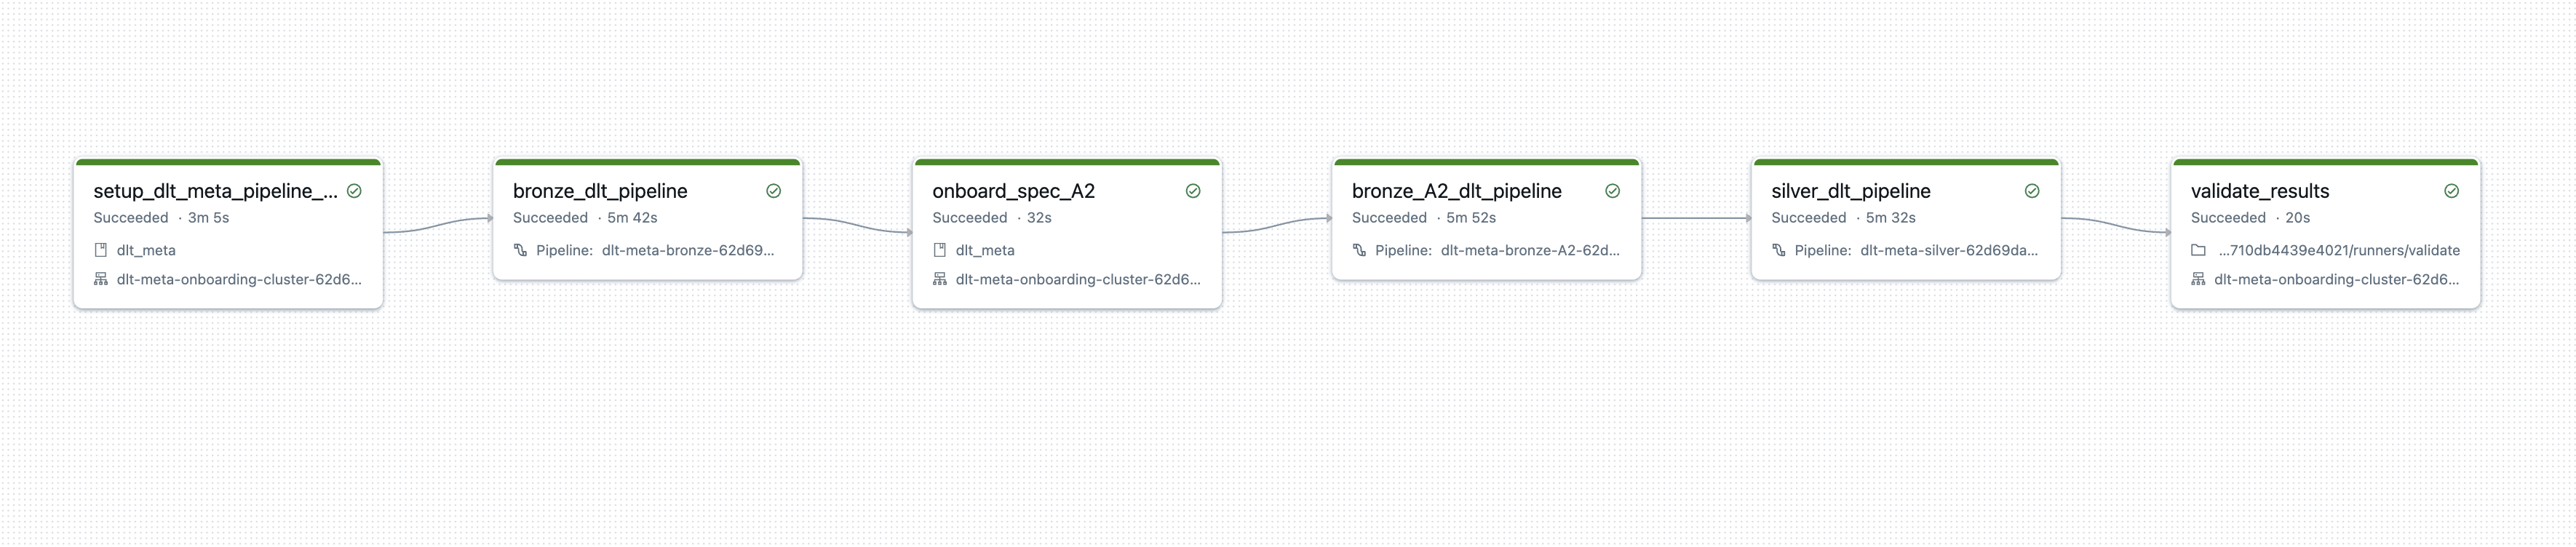 setup_dlt_meta_pipeline_...
Succeeded · 3m 5s
dlt_meta
dlt-meta-onboarding-cluster-62d6...
bronze_dlt_pipeline
Succeeded · 5m 42s
Pipeline: dlt-meta-bronze-62d69...
onboard_spec_A2
Succeeded · 32s
dlt_meta
dlt-meta-onboarding-cluster-62d6...
bronze_A2_dlt_pipeline
Succeeded · 5m 52s
Pipeline: dlt-meta-bronze-A2-62d...
silver_dlt_pipeline
Succeeded · 5m 32s
Pipeline: dlt-meta-silver-62d69da...
validate_results
Succeeded · 20s
...710db4439e4021/runners/validate
dlt-meta-onboarding-cluster-62d6...